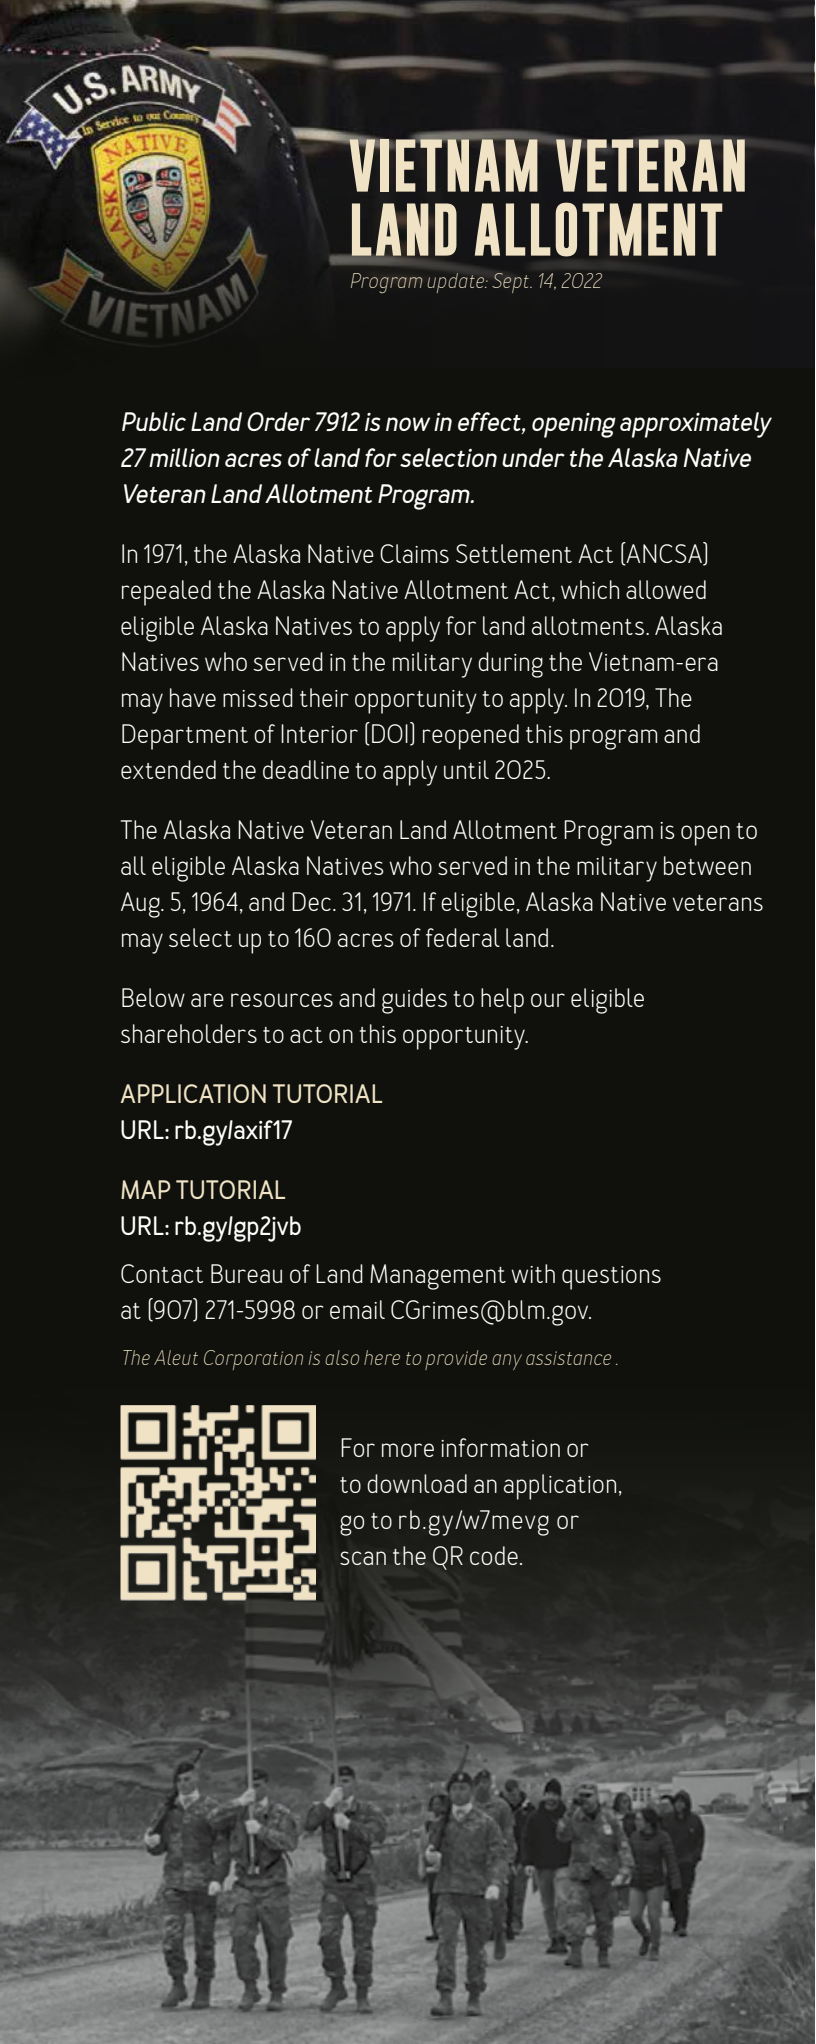 U.S. ARMY
In Service to our Country
ALASKA NATIVE VETERAN
S.E.
VIETNAM
VIETNAM VETERAN
LAND ALLOTMENT
Program update: Sept. 14, 2022
Public Land Order 7912 is now in effect, opening approximately
27 million acres of land for selection under the Alaska Native
Veteran Land Allotment Program.
In 1971, the Alaska Native Claims Settlement Act (ANCSA)
repealed the Alaska Native Allotment Act, which allowed
eligible Alaska Natives to apply for land allotments. Alaska
Natives who served in the military during the Vietnam-era
may have missed their opportunity to apply. In 2019, The
Department of Interior (DOI) reopened this program and
extended the deadline to apply until 2025.
The Alaska Native Veteran Land Allotment Program is open to
all eligible Alaska Natives who served in the military between
Aug. 5, 1964, and Dec. 31, 1971. If eligible, Alaska Native veterans
may select up to 160 acres of federal land.
Below are resources and guides to help our eligible
shareholders to act on this opportunity.
APPLICATION TUTORIAL
URL: rb.gy/axif17
MAP TUTORIAL
URL: rb.gy/gp2jvb
Contact Bureau of Land Management with questions
at (907) 271-5998 or email CGrimes@blm.gov.
The Aleut Corporation is also here to provide any assistance .
For more information or
to download an application,
go to rb.gy/w7mevg or
scan the QR code.